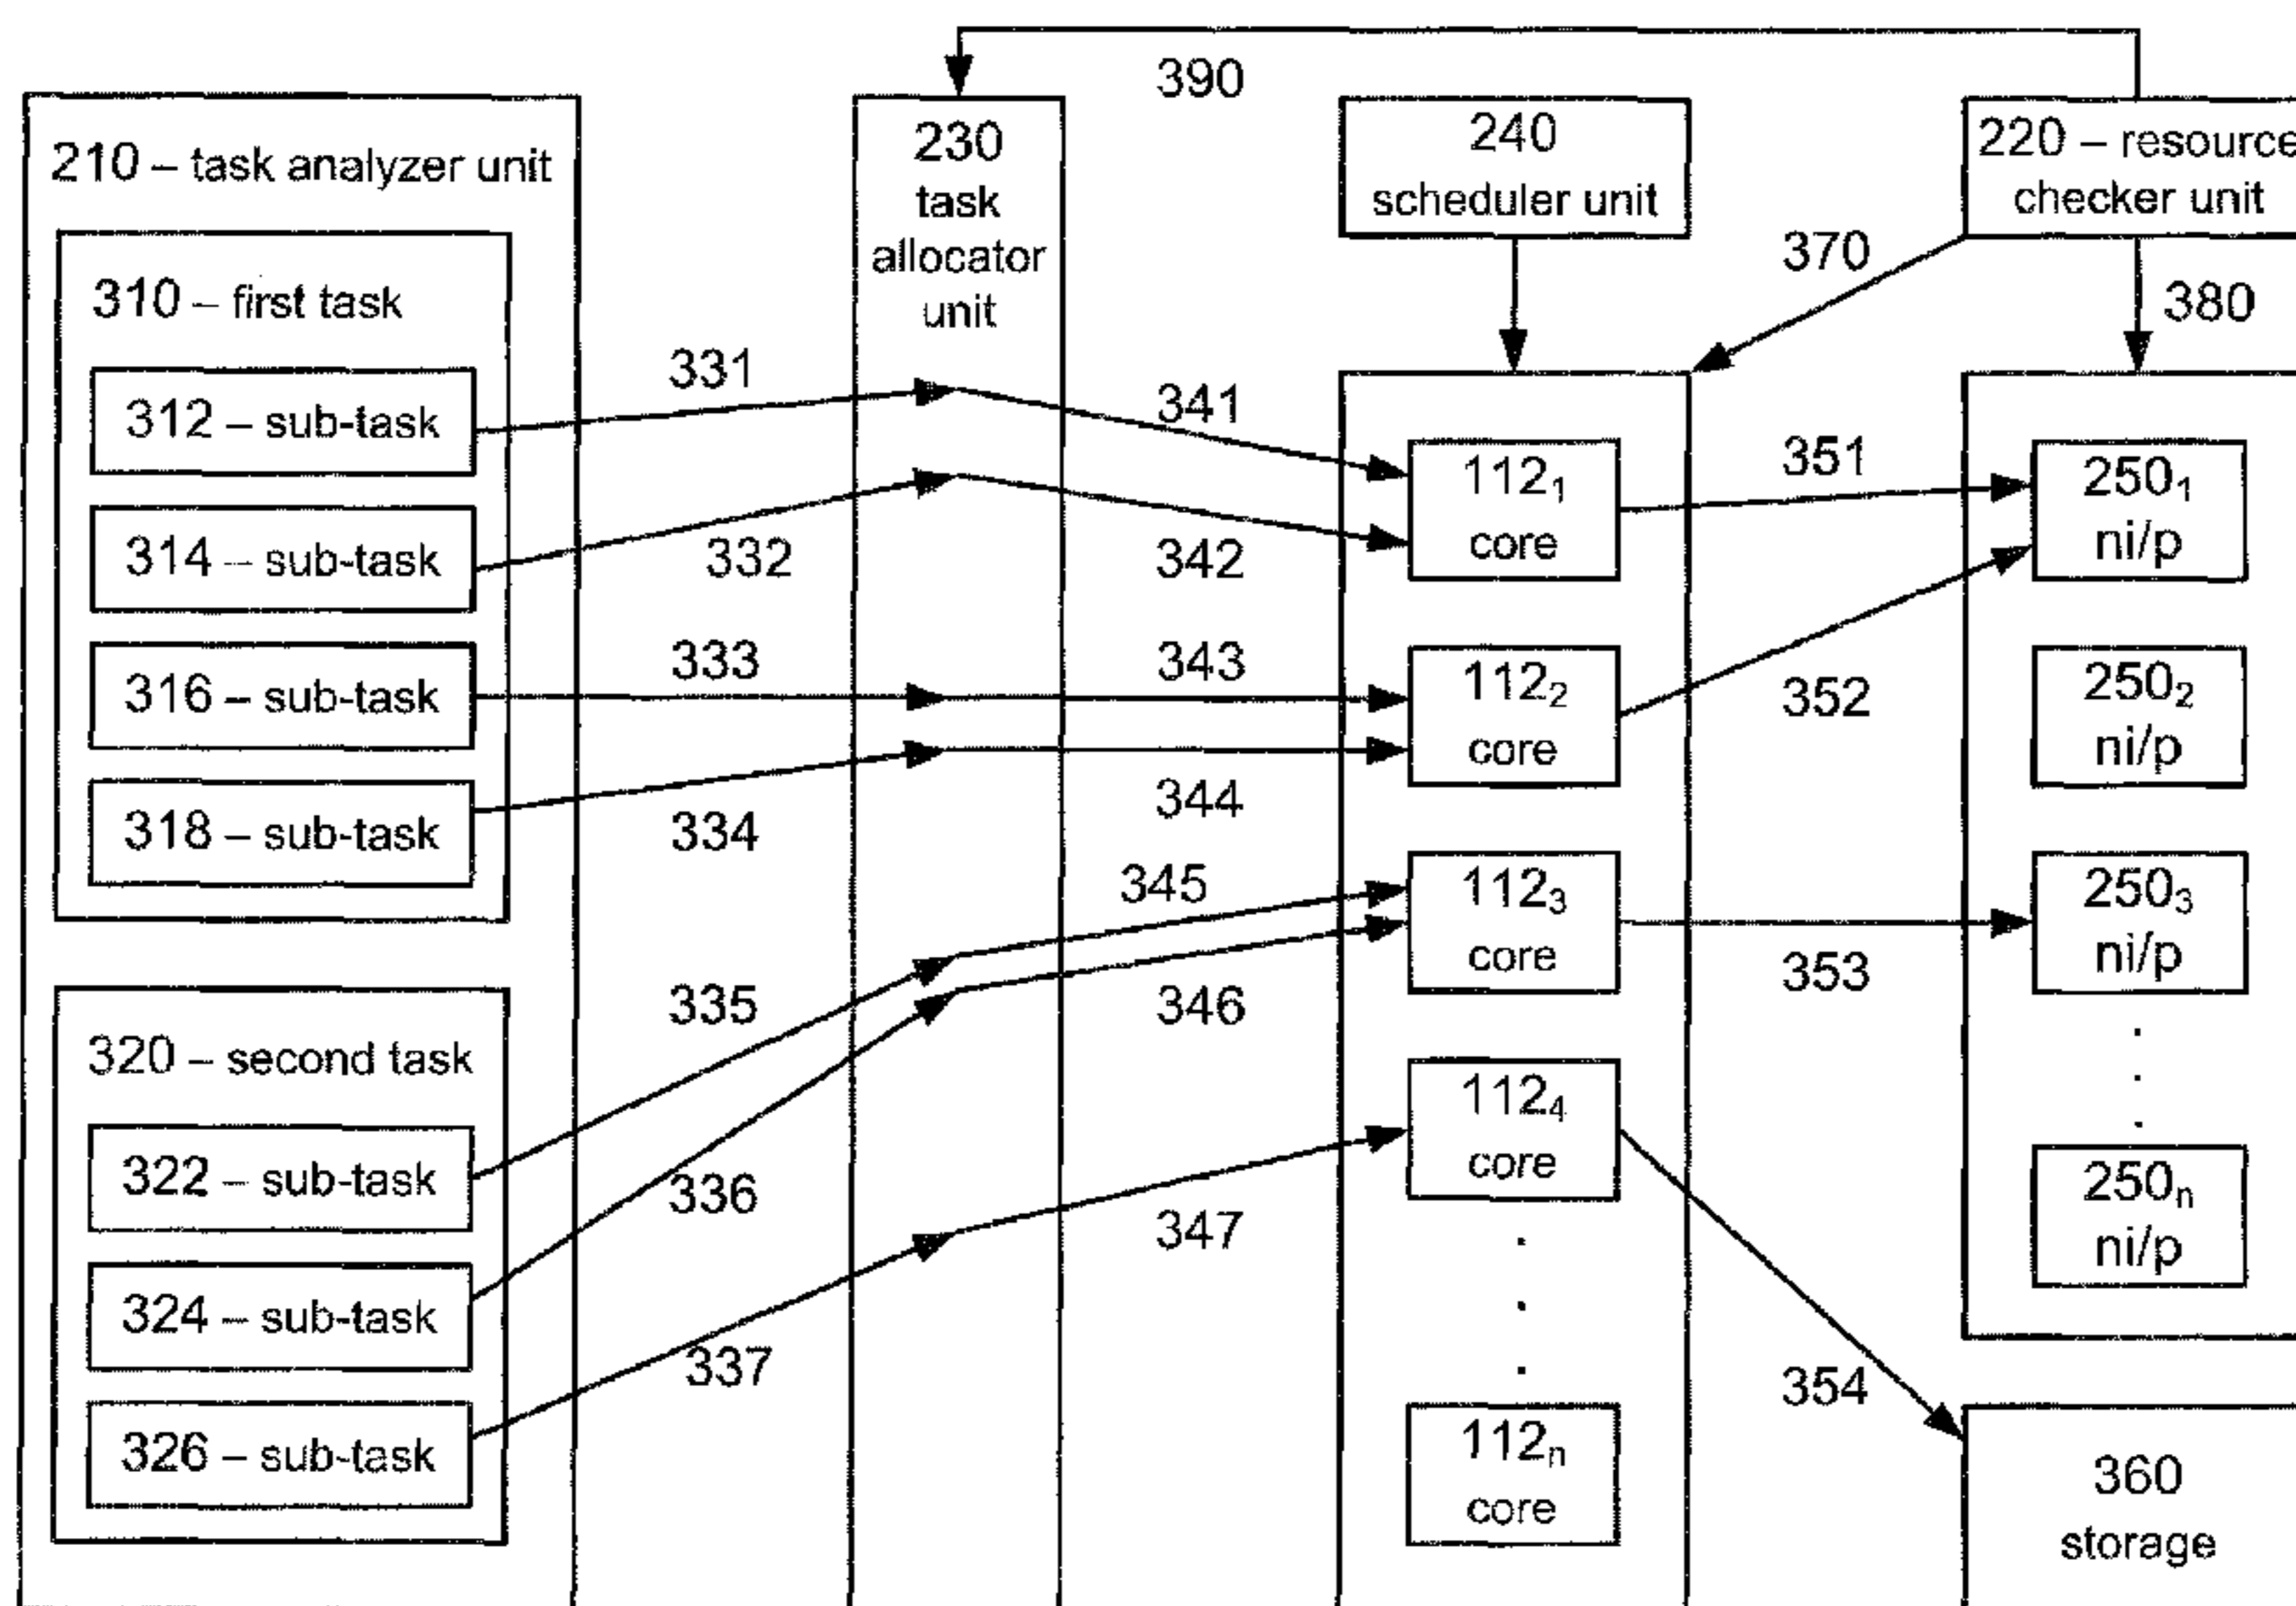 390
210 – task analyzer unit
310 – first task
312 – sub-task
314 – sub-task
316 – sub-task
318 – sub-task
320 – second task
322 – sub-task
324 – sub-task
326 – sub-task
331
332
333
334
335
336
337
230
task
allocator
unit
341
342
343
344
345
346
347
240
scheduler unit
112₁
core
112₂
core
112₃
core
112₄
core
.
.
.
112ₙ
core
370
380
351
352
353
354
220 – resource
checker unit
250₁
ni/p
250₂
ni/p
250₃
ni/p
.
.
.
250ₙ
ni/p
360
storage